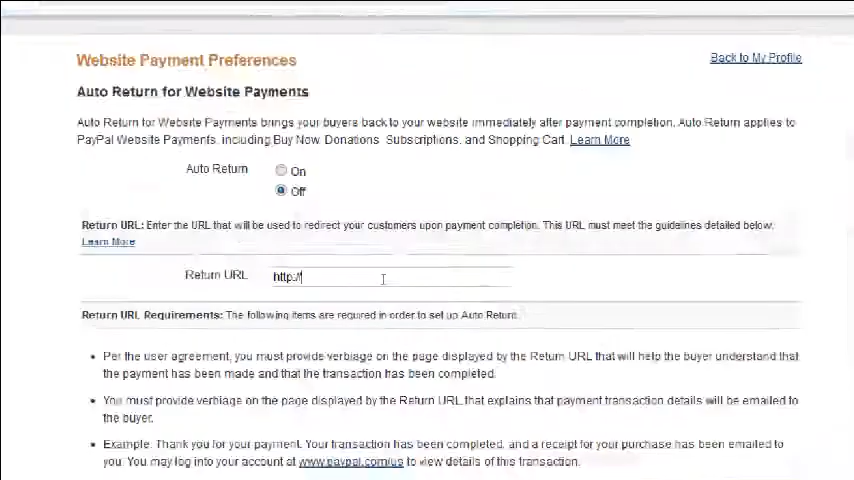 Website Payment Preferences
Back to My Profile
Auto Return for Website Payments
Auto Return for Website Payments brings your buyers back to your website immediately after payment completion. Auto Return applies to
PayPal Website Payments, including Buy Now, Donations, Subscriptions, and Shopping Cart. Learn More
Auto Return
On
Off
Return URL: Enter the URL that will be used to redirect your customers upon payment completion. This URL must meet the guidelines detailed below.
Learn More
Return URL
http://
Return URL Requirements: The following items are required in order to set up Auto Return.
• Per the user agreement, you must provide verbiage on the page displayed by the Return URL that will help the buyer understand that
the payment has been made and that the transaction has been completed.
• You must provide verbiage on the page displayed by the Return URL that explains that payment transaction details will be emailed to
the buyer.
• Example: Thank you for your payment. Your transaction has been completed, and a receipt for your purchase has been emailed to
you. You may log into your account at www.paypal.com/us to view details of this transaction.